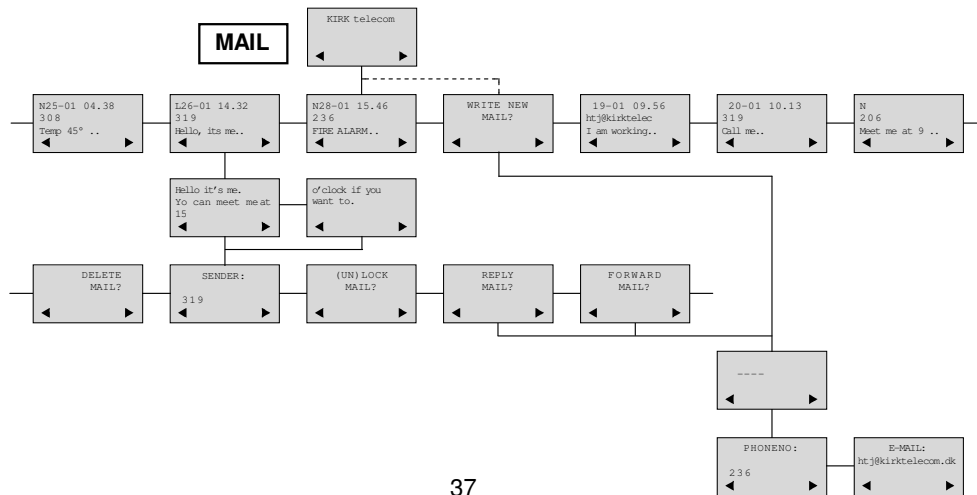 KIRK telecom
MAIL
N25-01 04.38
308
Temp 45° ..
L26-01 14.32
319
Hello, its me..
N28-01 15.46
236
FIRE ALARM..
WRITE NEW
MAIL?
19-01 09.56
htj@kirktelec
I am working..
20-01 10.13
319
Call me..
N
206
Meet me at 9 ..
Hello it's me.
Yo can meet me at
15
o'clock if you
want to.
DELETE
MAIL?
SENDER:
319
(UN)LOCK
MAIL?
REPLY
MAIL?
FORWARD
MAIL?
----
PHONENO:
236
E-MAIL:
htj@kirktelecom.dk
37